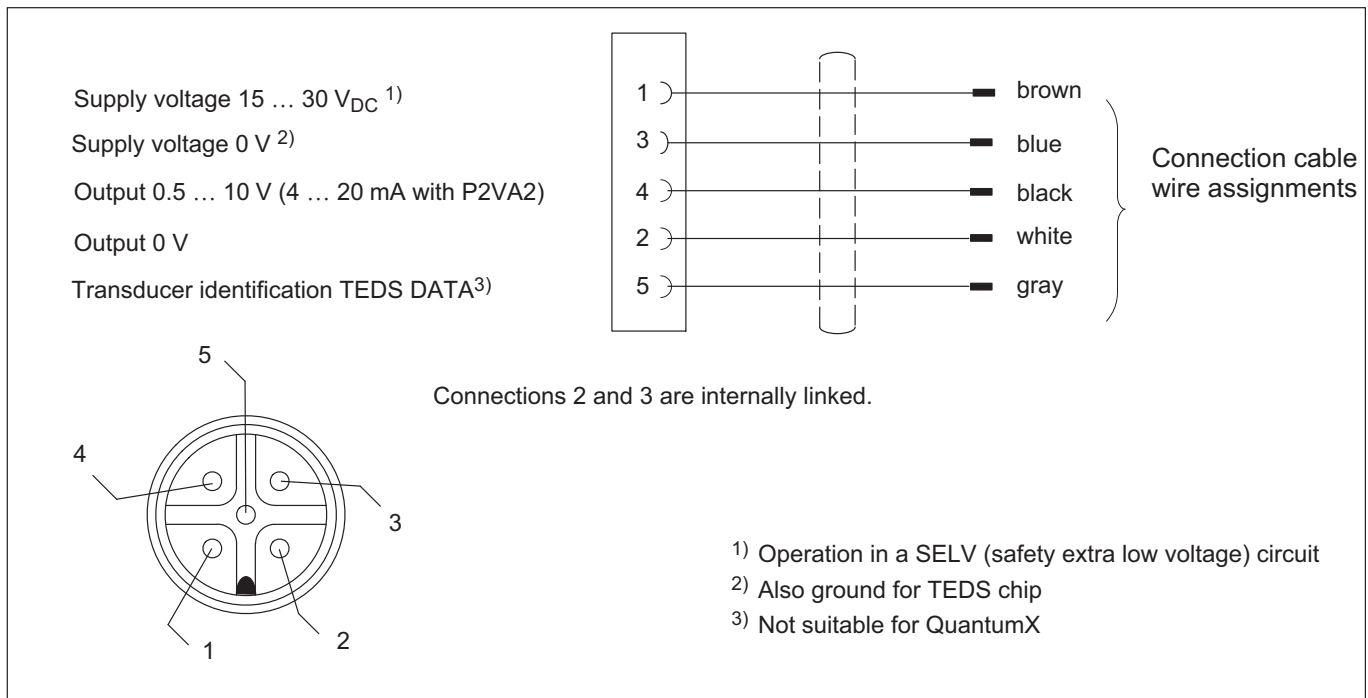 Supply voltage 15 … 30 VDC 1) 1 brown
Supply voltage 0 V 2) 3 blue
Output 0.5 … 10 V (4 … 20 mA with P2VA2) 4 black
Output 0 V 2 white
Transducer identification TEDS DATA3) 5 gray
Connection cable
wire assignments
Connections 2 and 3 are internally linked.
5
4
3
1
2
1) Operation in a SELV (safety extra low voltage) circuit
2) Also ground for TEDS chip
3) Not suitable for QuantumX